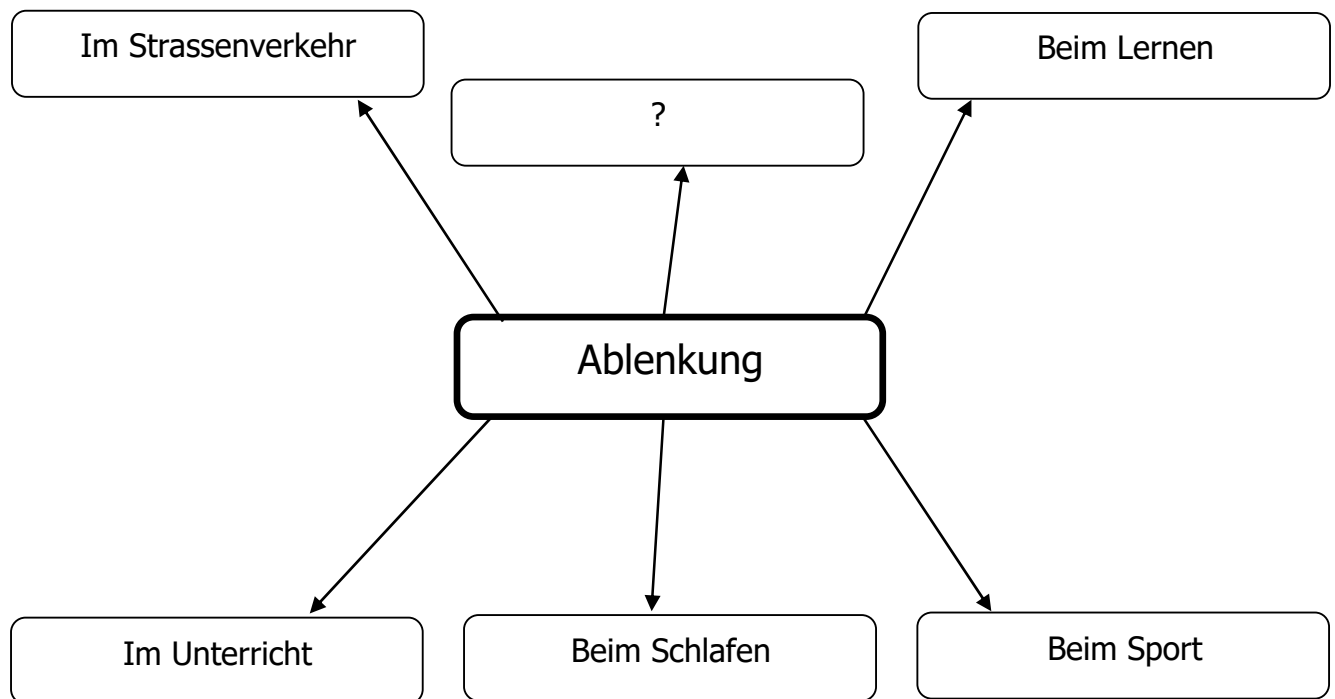 Im Strassenverkehr
Beim Lernen
?
Ablenkung
Im Unterricht
Beim Schlafen
Beim Sport